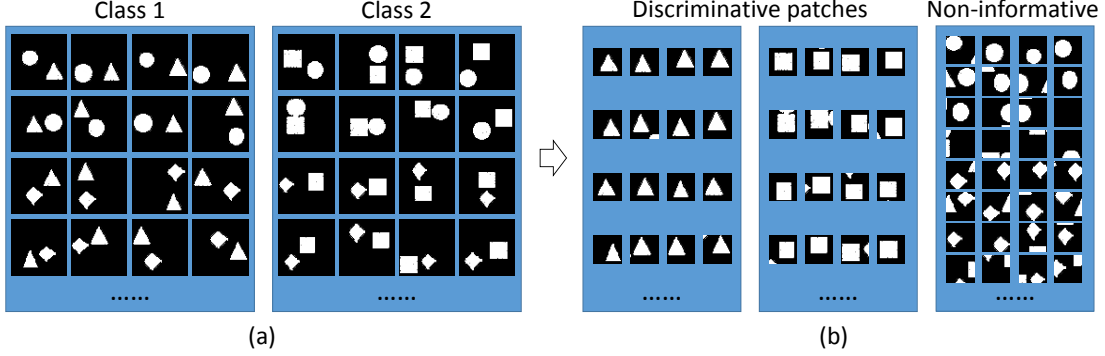 Class 1
Class 2
Discriminative patches
Non-informative
......
......
......
......
......
(a)
(b)